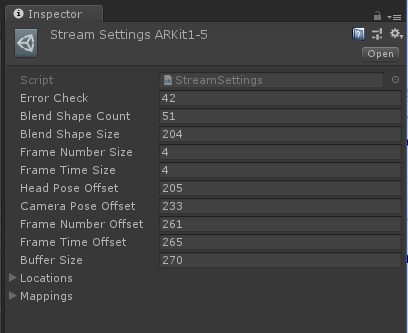 Inspector
Stream Settings ARKit1-5
Open
Script StreamSettings
Error Check 42
Blend Shape Count 51
Blend Shape Size 204
Frame Number Size 4
Frame Time Size 4
Head Pose Offset 205
Camera Pose Offset 233
Frame Number Offset 261
Frame Time Offset 265
Buffer Size 270
Locations
Mappings